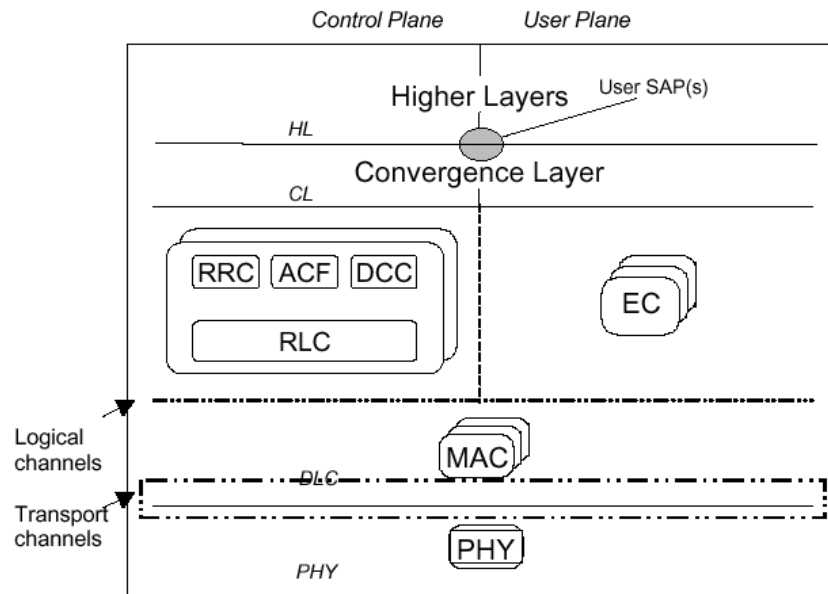 Control Plane
User Plane
Higher Layers
User SAP(s)
HL
Convergence Layer
CL
RRC
ACF
DCC
EC
RLC
Logical
channels
MAC
DLC
Transport
channels
PHY
PHY